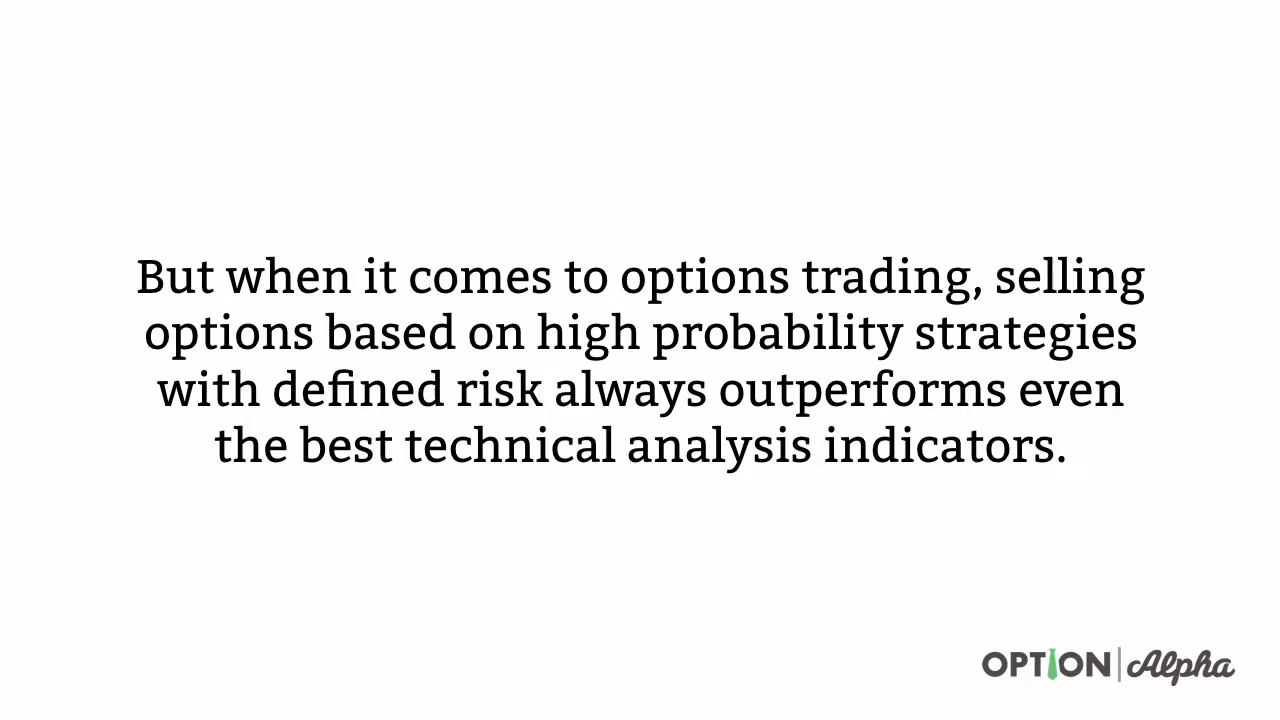 But when it comes to options trading, selling
options based on high probability strategies
with defined risk always outperforms even
the best technical analysis indicators.
OPTION | Alpha